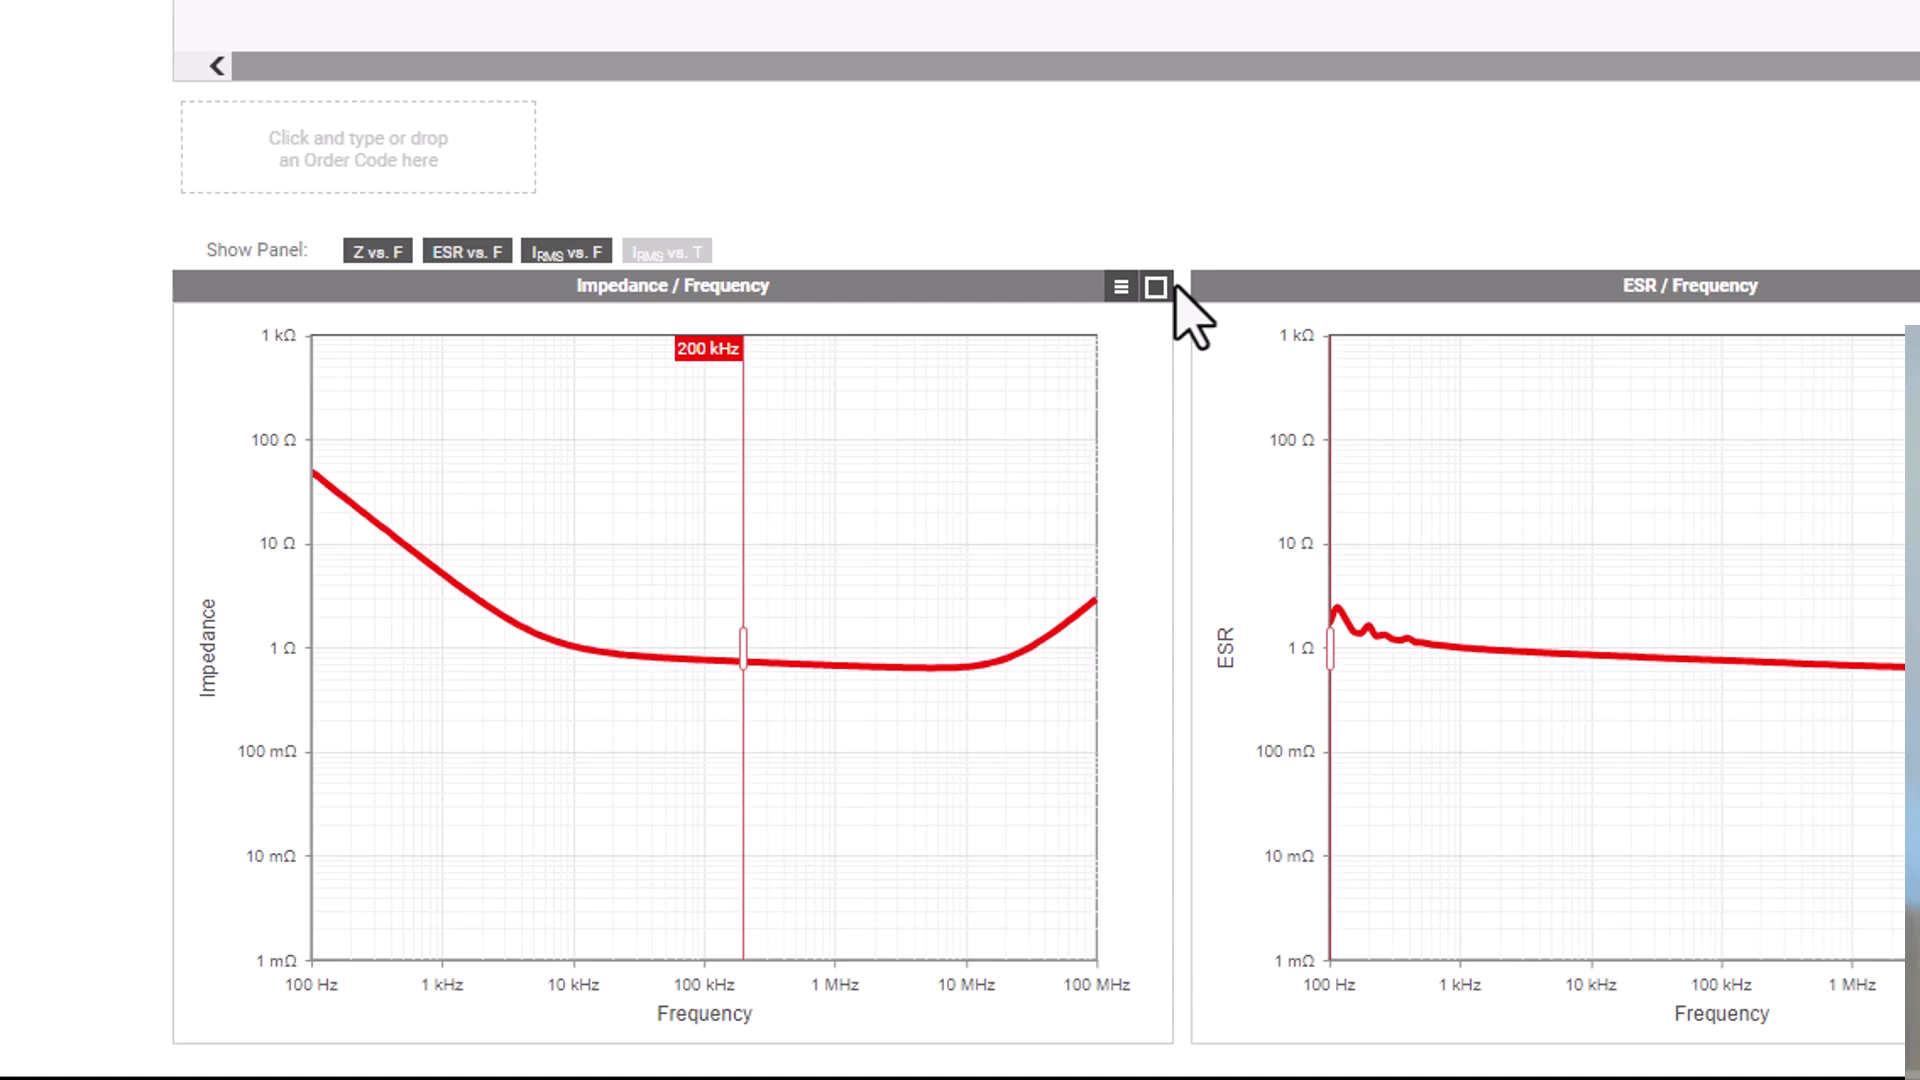 Click and type or drop
an Order Code here
Show Panel: Z vs. F ESR vs. F IRMS vs. F IRMS vs. T
Impedance / Frequency
200 kHz
1 kΩ
100 Ω
10 Ω
1 Ω
100 mΩ
10 mΩ
1 mΩ
Impedance
100 Hz 1 kHz 10 kHz 100 kHz 1 MHz 10 MHz 100 MHz
Frequency
ESR / Frequency
1 kΩ
100 Ω
10 Ω
1 Ω
100 mΩ
10 mΩ
1 mΩ
ESR
100 Hz 1 kHz 10 kHz 100 kHz 1 MHz
Frequency